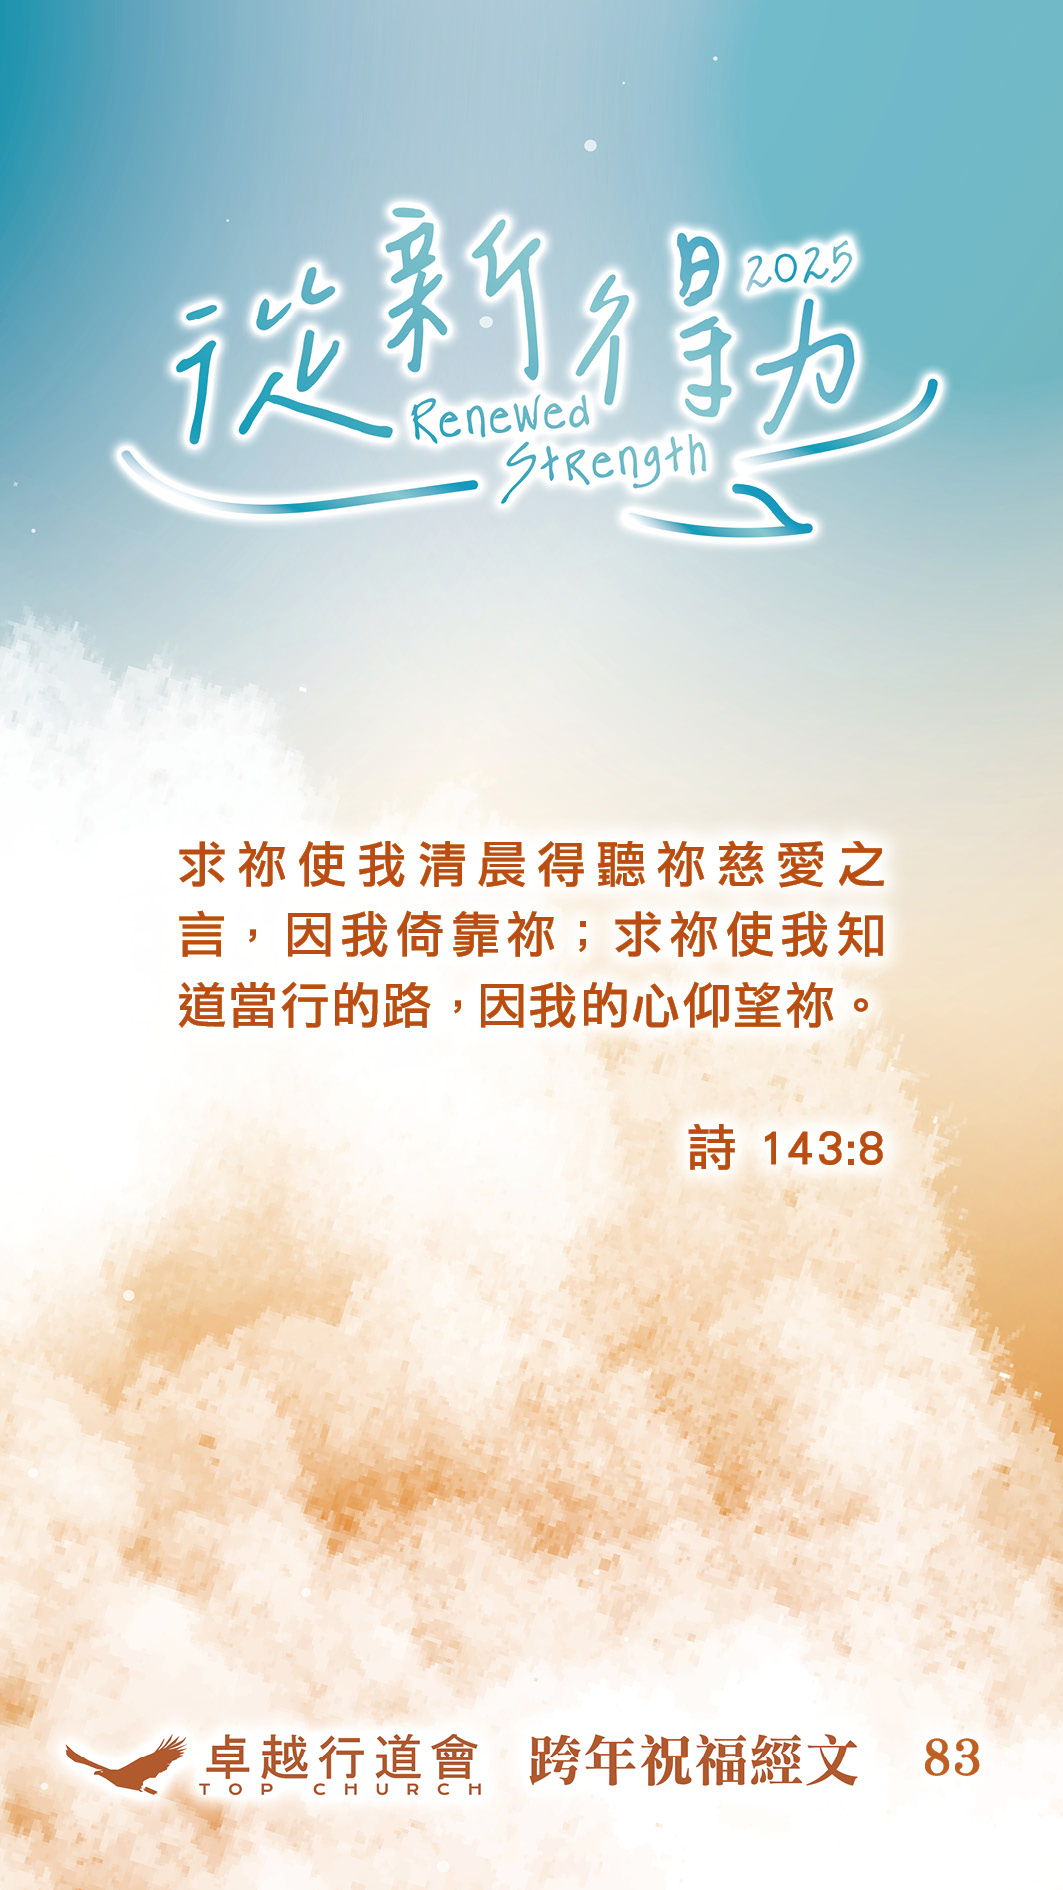 從新得力 2025
Renewed
Strength
求祢使我清晨得聽祢慈愛之
言，因我倚靠祢；求祢使我知
道當行的路，因我的心仰望祢。
詩 143:8
卓越行道會 跨年祝福經文 83
TOP CHURCH